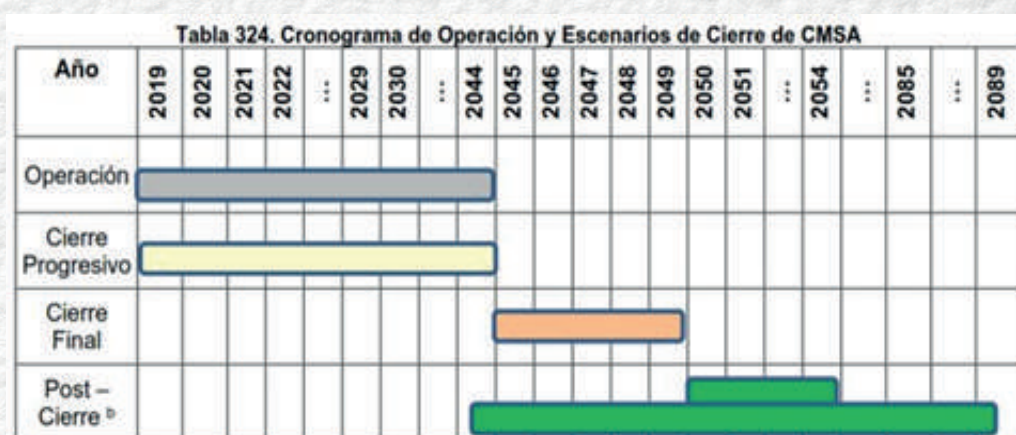 Tabla 324. Cronograma de Operación y Escenarios de Cierre de CMSA
Año 2019 2020 2021 2022 ... 2029 2030 ... 2044 2045 2046 2047 2048 2049 2050 2051 ... 2054 ... 2085 ... 2089
Operación
Cierre
Progresivo
Cierre
Final
Post –
Cierre ᵇ